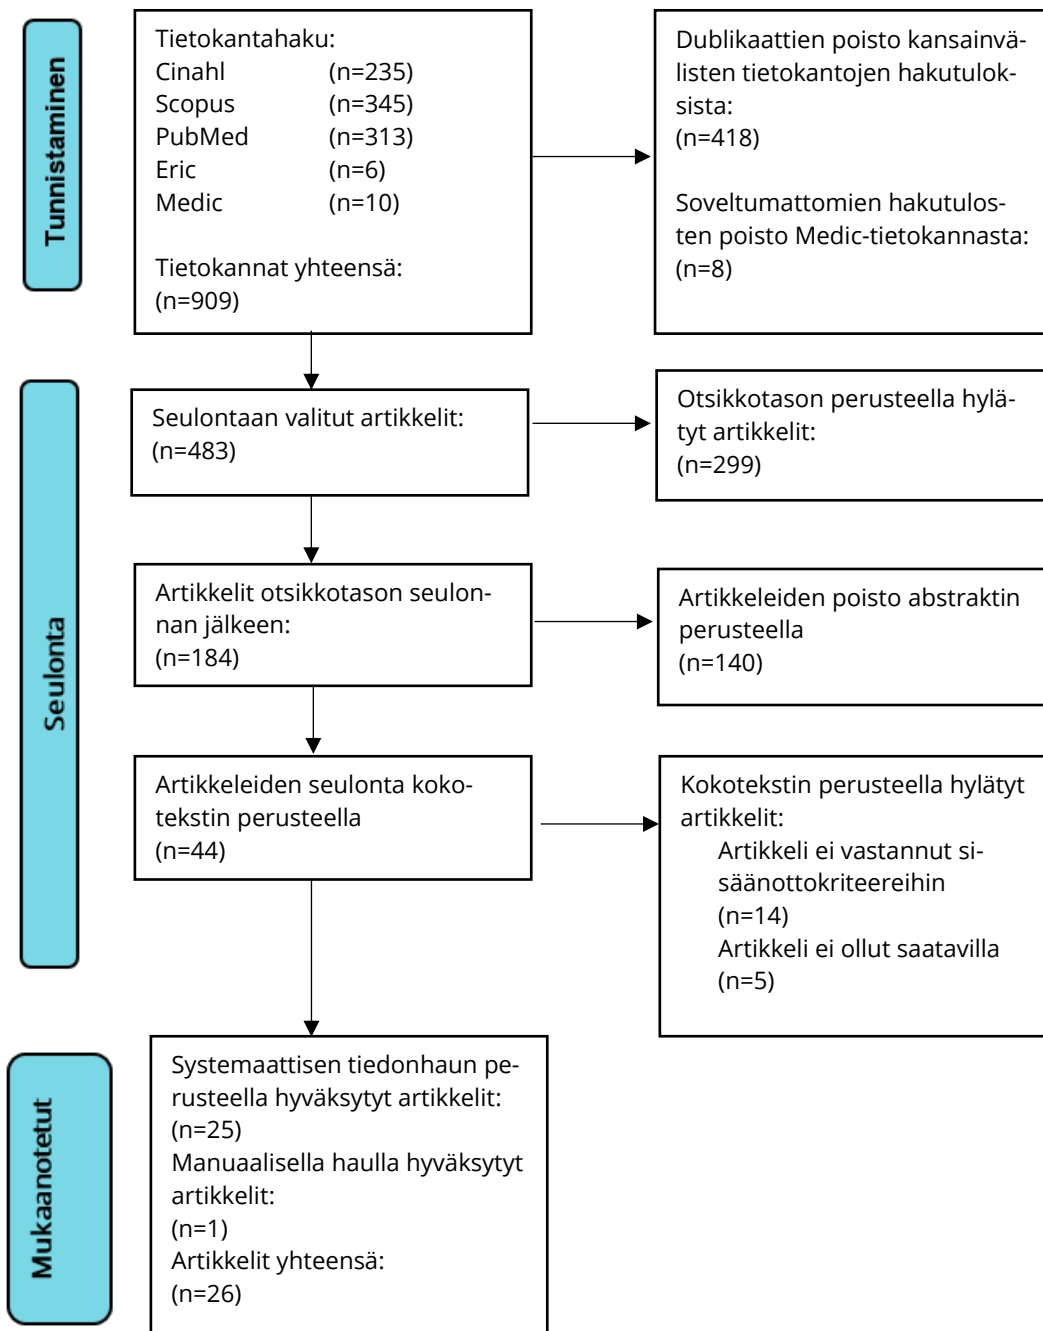 Tunnistaminen
Tietokantahaku:
Cinahl (n=235)
Scopus (n=345)
PubMed (n=313)
Eric (n=6)
Medic (n=10)
Tietokannat yhteensä:
(n=909)
Dublikaattien poisto kansainvä-
listen tietokantojen hakutulok-
sista:
(n=418)
Soveltumattomien hakutulos-
ten poisto Medic-tietokannasta:
(n=8)
Seulonta
Seulontaan valitut artikkelit:
(n=483)
Otsikkotason perusteella hylä-
tyt artikkelit:
(n=299)
Artikkelit otsikkotason seulon-
nan jälkeen:
(n=184)
Artikkeleiden poisto abstraktin
perusteella
(n=140)
Artikkeleiden seulonta koko-
tekstin perusteella
(n=44)
Kokotekstin perusteella hylätyt
artikkelit:
Artikkeli ei vastannut si-
säänottokriteereihin
(n=14)
Artikkeli ei ollut saatavilla
(n=5)
Mukaanotetut
Systemaattisen tiedonhaun pe-
rusteella hyväksytyt artikkelit:
(n=25)
Manuaalisella haulla hyväksytyt
artikkelit:
(n=1)
Artikkelit yhteensä:
(n=26)